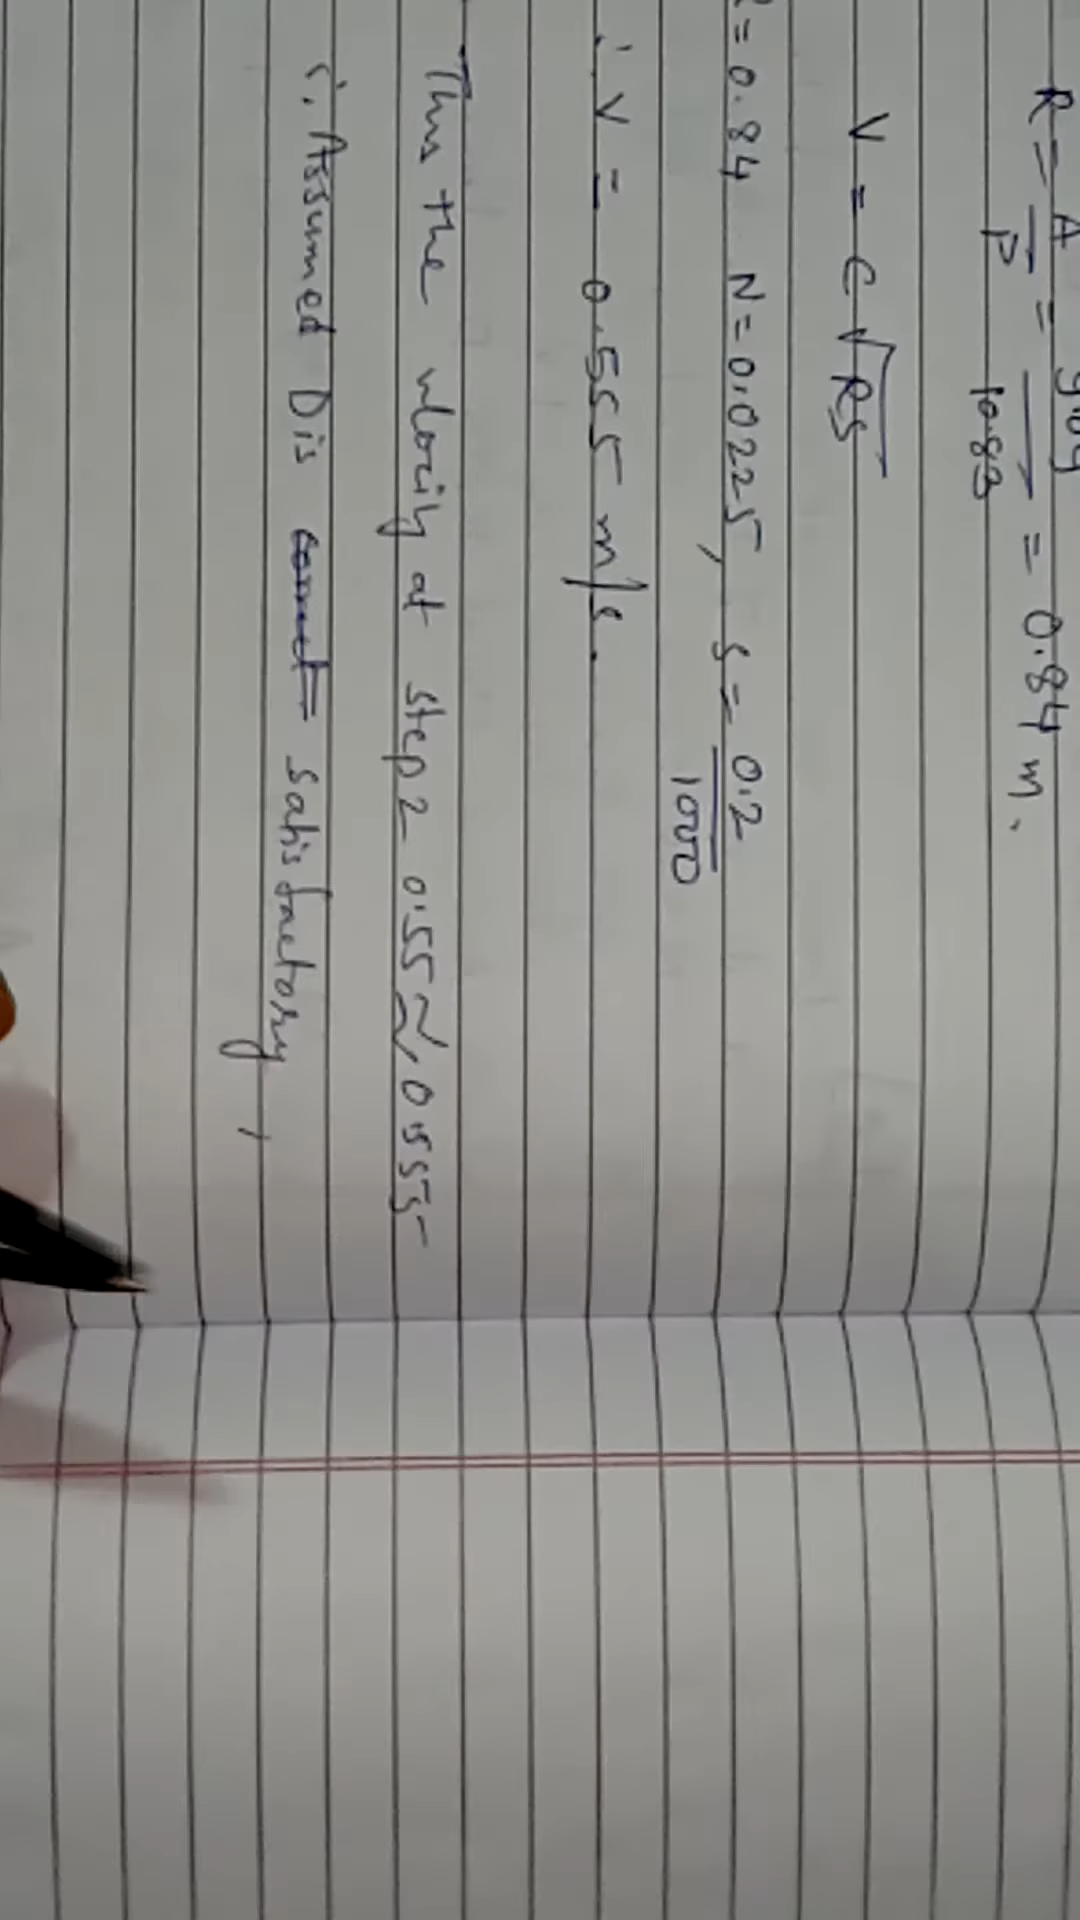 R = A/P = 9.09/10.83 = 0.84 m.
V = C√RS
R = 0.84 N = 0.0225, S = 0.2/1000
∴ V = 0.555 m/s.
Thus the velocity at step 2 0.55 ≈ 0.555
∴ Assumed D is satisfactory,